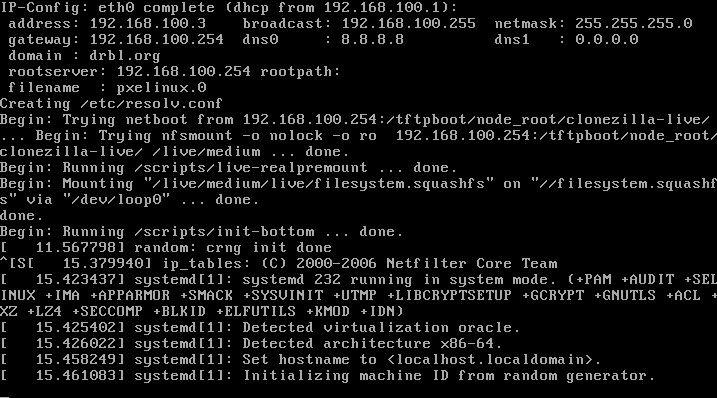 IP-Config: eth0 complete (dhcp from 192.168.100.1):
 address: 192.168.100.3    broadcast: 192.168.100.255  netmask: 255.255.255.0
 gateway: 192.168.100.254  dns0     : 8.8.8.8          dns1   : 0.0.0.0
 domain : drbl.org
 rootserver: 192.168.100.254 rootpath:
 filename  : pxelinux.0
Creating /etc/resolv.conf
Begin: Trying netboot from 192.168.100.254:/tftpboot/node_root/clonezilla-live/
... Begin: Trying nfsmount -o nolock -o ro  192.168.100.254:/tftpboot/node_root/
clonezilla-live/ /live/medium ... done.
Begin: Running /scripts/live-realpremount ... done.
Begin: Mounting "/live/medium/live/filesystem.squashfs" on "//filesystem.squashf
s" via "/dev/loop0" ... done.
done.
Begin: Running /scripts/init-bottom ... done.
[   11.567798] random: crng init done
^[S[   15.379940] ip_tables: (C) 2000-2006 Netfilter Core Team
[   15.423437] systemd[1]: systemd 232 running in system mode. (+PAM +AUDIT +SEL
INUX +IMA +APPARMOR +SMACK +SYSVINIT +UTMP +LIBCRYPTSETUP +GCRYPT +GNUTLS +ACL +
XZ +LZ4 +SECCOMP +BLKID +ELFUTILS +KMOD +IDN)
[   15.425402] systemd[1]: Detected virtualization oracle.
[   15.426022] systemd[1]: Detected architecture x86-64.
[   15.458249] systemd[1]: Set hostname to <localhost.localdomain>.
[   15.461083] systemd[1]: Initializing machine ID from random generator.